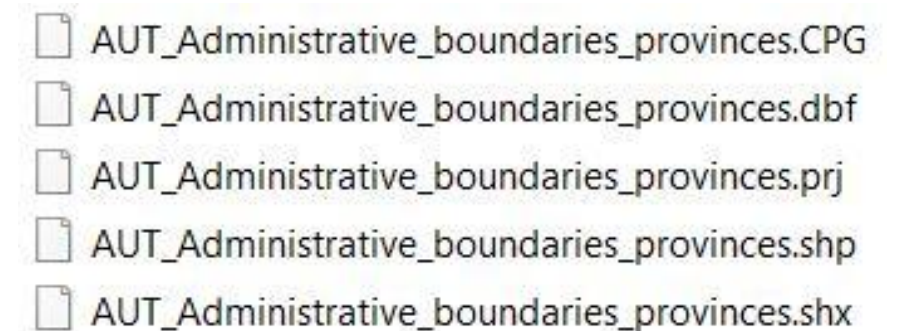 AUT_Administrative_boundaries_provinces.CPG
AUT_Administrative_boundaries_provinces.dbf
AUT_Administrative_boundaries_provinces.prj
AUT_Administrative_boundaries_provinces.shp
AUT_Administrative_boundaries_provinces.shx